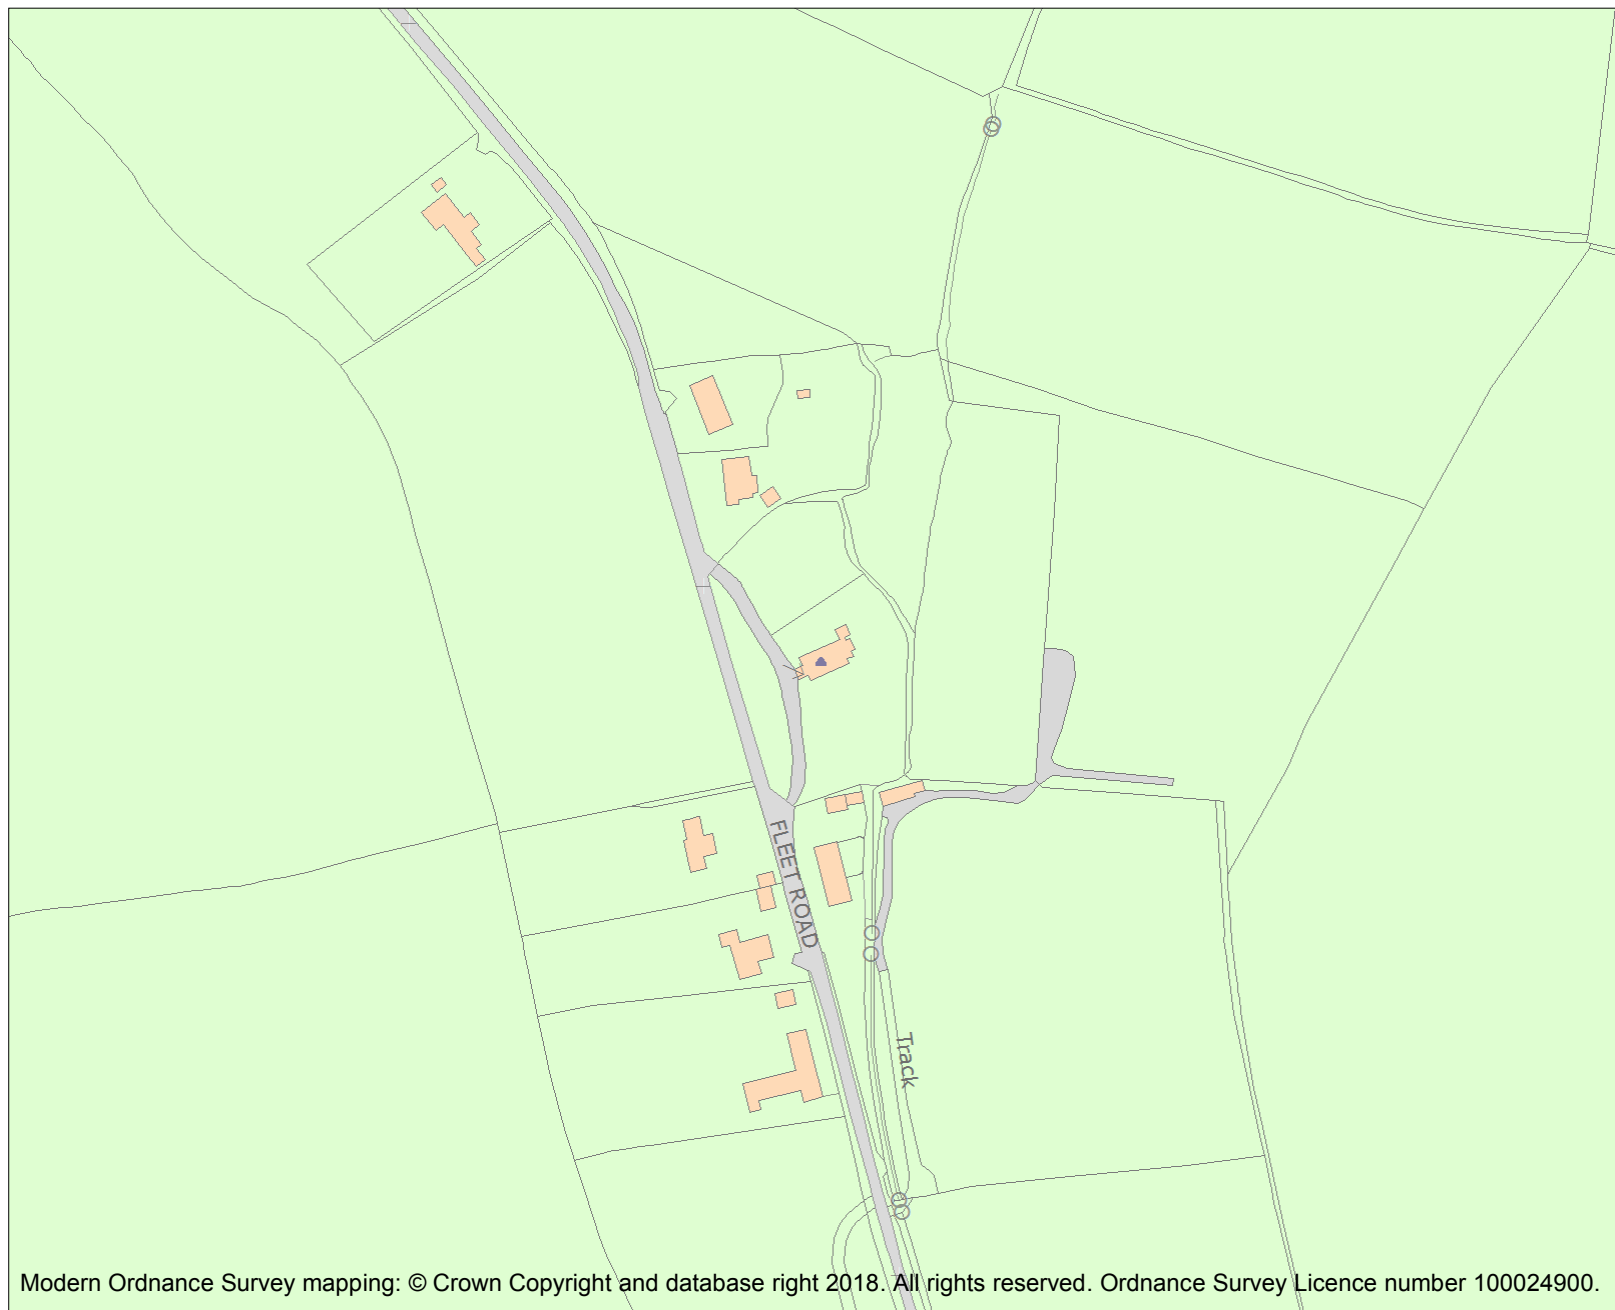 FLEET ROAD
Track
Modern Ordnance Survey mapping: © Crown Copyright and database right 2018. All rights reserved. Ordnance Survey Licence number 100024900.